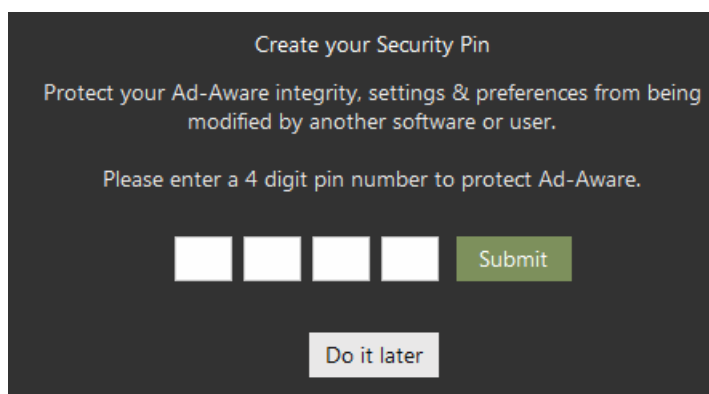 Create your Security Pin
Protect your Ad-Aware integrity, settings & preferences from being
modified by another software or user.
Please enter a 4 digit pin number to protect Ad-Aware.
Submit
Do it later